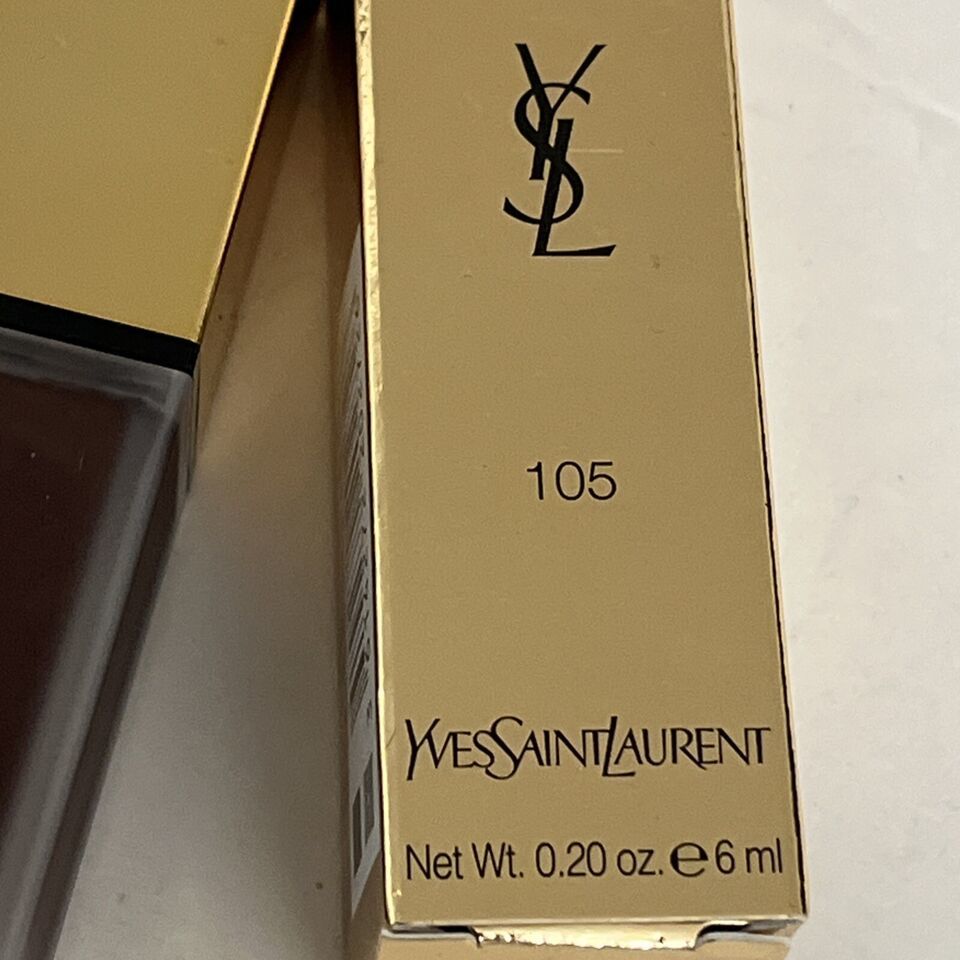 YSL
105
YVESSAINTLAURENT
Net Wt. 0.20 oz. ℮ 6 ml